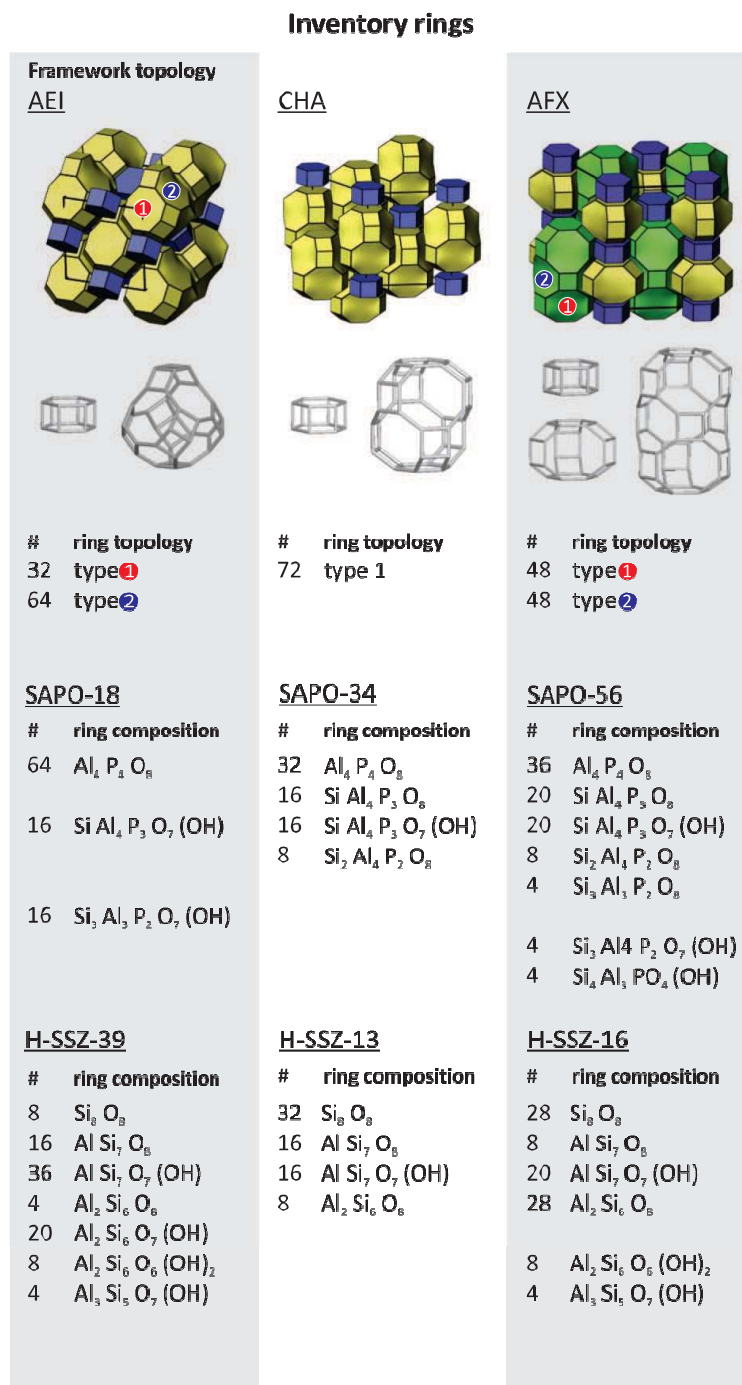 Inventory rings
Framework topology
AEI
CHA
AFX
1
2
2
1
# ring topology
32 type 1
64 type 2
# ring topology
72 type 1
# ring topology
48 type 1
48 type 2
SAPO-18
# ring composition
64 Al₄ P₄ O₈
16 Si Al₄ P₃ O₇ (OH)
16 Si₃ Al₃ P₂ O₇ (OH)
SAPO-34
# ring composition
32 Al₄ P₄ O₈
16 Si Al₄ P₃ O₈
16 Si Al₄ P₃ O₇ (OH)
8 Si₂ Al₄ P₂ O₈
SAPO-56
# ring composition
36 Al₄ P₄ O₈
20 Si Al₄ P₃ O₈
20 Si Al₄ P₃ O₇ (OH)
8 Si₂ Al₄ P₂ O₈
4 Si₃ Al₃ P₂ O₈
4 Si₃ Al4 P₂ O₇ (OH)
4 Si₄ Al₃ PO₄ (OH)
H-SSZ-39
# ring composition
8 Si₈ O₈
16 Al Si₇ O₈
36 Al Si₇ O₇ (OH)
4 Al₂ Si₆ O₈
20 Al₂ Si₆ O₇ (OH)
8 Al₂ Si₆ O₆ (OH)₂
4 Al₃ Si₅ O₇ (OH)
H-SSZ-13
# ring composition
32 Si₈ O₈
16 Al Si₇ O₈
16 Al Si₇ O₇ (OH)
8 Al₂ Si₆ O₈
H-SSZ-16
# ring composition
28 Si₈ O₈
8 Al Si₇ O₈
20 Al Si₇ O₇ (OH)
28 Al₂ Si₆ O₈
8 Al₂ Si₆ O₆ (OH)₂
4 Al₃ Si₅ O₇ (OH)